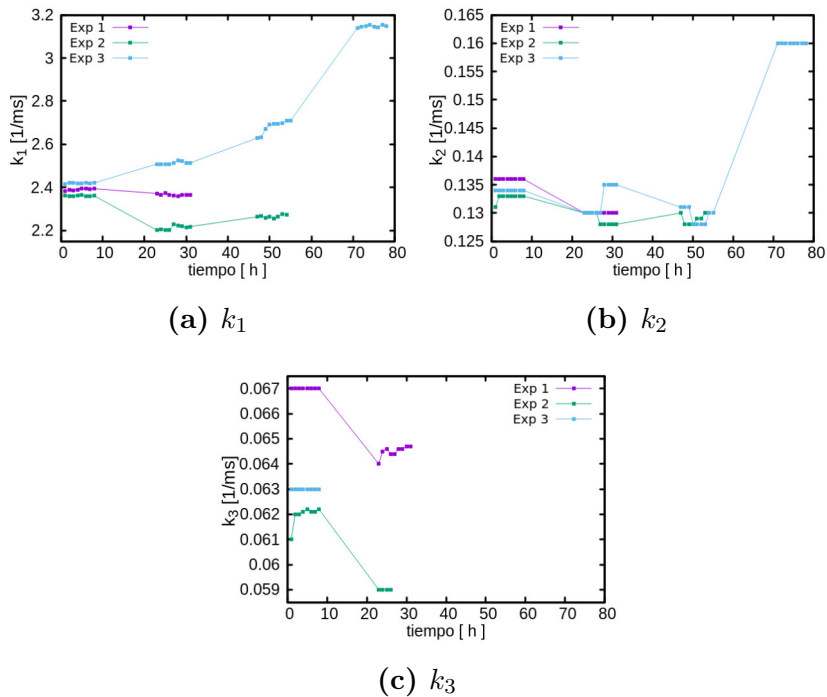 3.2
3
2.8
2.6
2.4
2.2
k1 [1/ms]
Exp 1
Exp 2
Exp 3
0 10 20 30 40 50 60 70 80
tiempo [ h ]
(a) k1
0.165
0.16
0.155
0.15
0.145
0.14
0.135
0.13
0.125
k2 [1/ms]
Exp 1
Exp 2
Exp 3
0 10 20 30 40 50 60 70 80
tiempo [ h ]
(b) k2
0.067
0.066
0.065
0.064
0.063
0.062
0.061
0.06
0.059
k3 [1/ms]
Exp 1
Exp 2
Exp 3
0 10 20 30 40 50 60 70 80
tiempo [ h ]
(c) k3